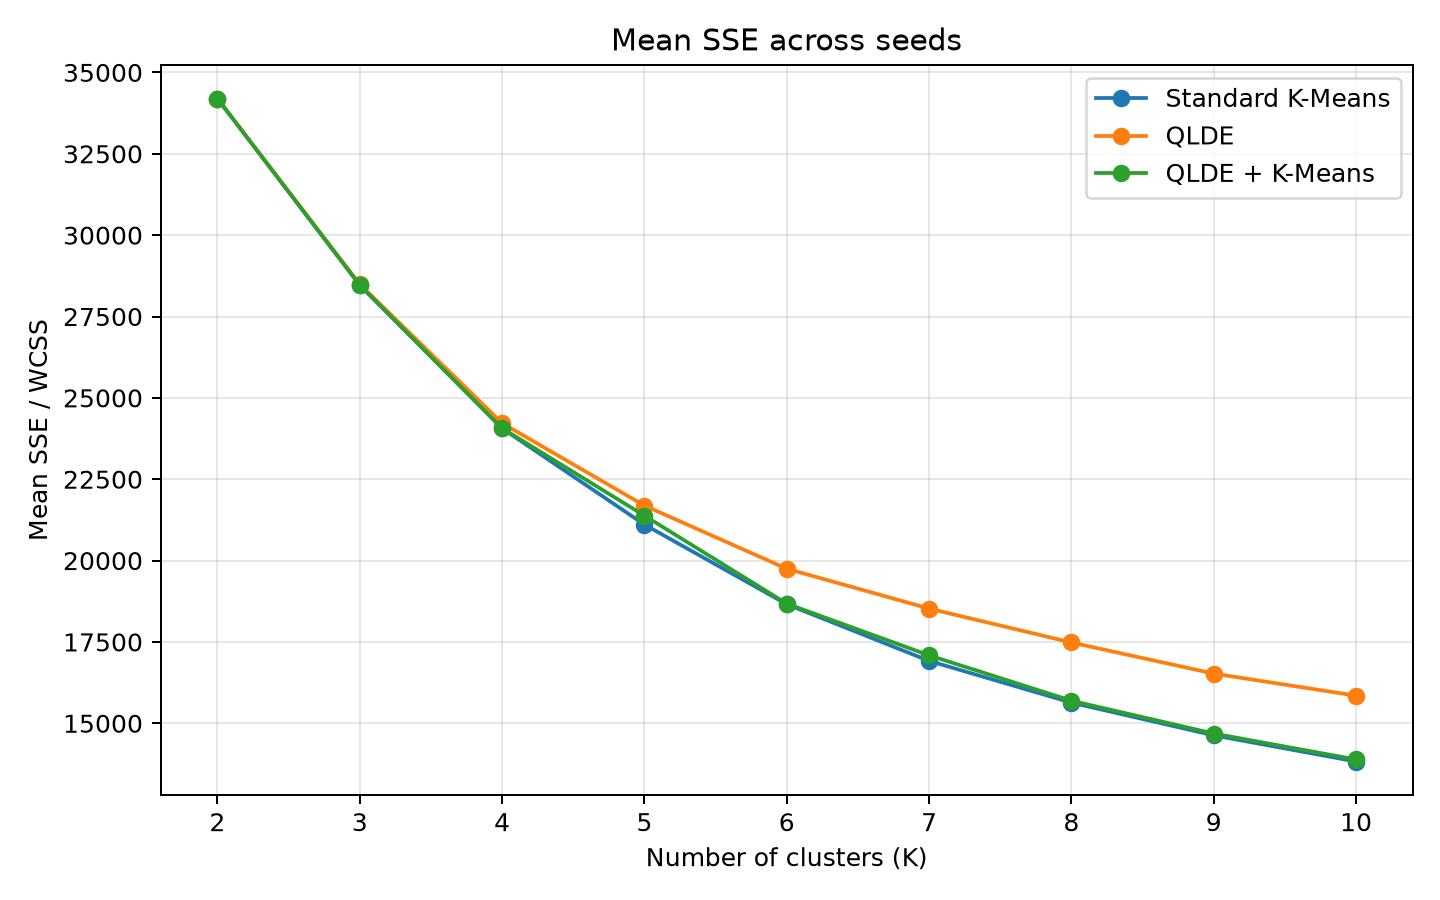 Mean SSE across seeds
Standard K-Means
QLDE
QLDE + K-Means
35000
32500
30000
27500
25000
22500
20000
17500
15000
Mean SSE / WCSS
2 3 4 5 6 7 8 9 10
Number of clusters (K)